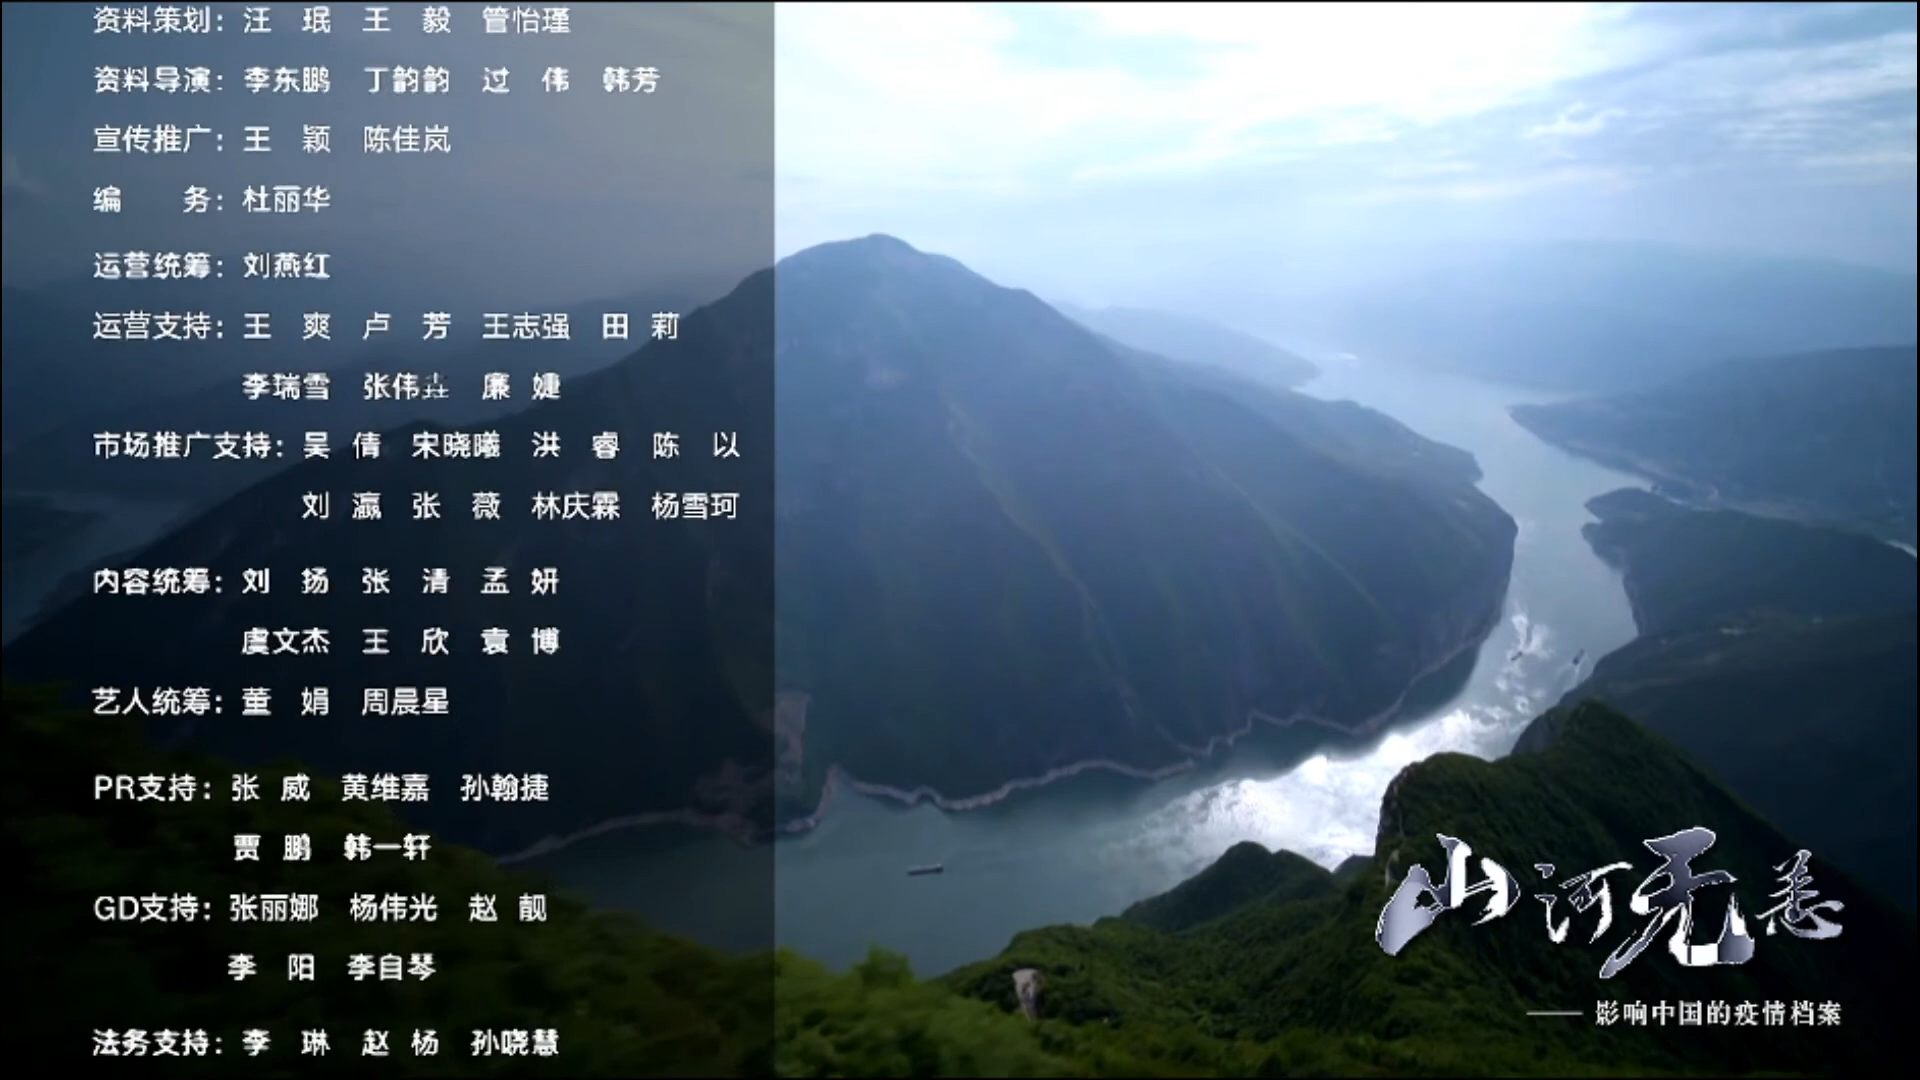 资料策划：汪 珉 王 毅 管怡瑾
资料导演：李东鹏 丁韵韵 过 伟 韩芳
宣传推广：王 颖 陈佳岚
编 务：杜丽华
运营统筹：刘燕红
运营支持：王 爽 卢 芳 王志强 田 莉
李瑞雪 张伟垚 廉 婕
市场推广支持：吴 倩 宋晓曦 洪 睿 陈 以
刘 瀛 张 薇 林庆霖 杨雪珂
内容统筹：刘 扬 张 清 孟 妍
虞文杰 王 欣 袁 博
艺人统筹：董 娟 周晨星
PR支持：张 威 黄维嘉 孙翰捷
贾 鹏 韩一轩
GD支持：张丽娜 杨伟光 赵 靓
李 阳 李自琴
法务支持：李 琳 赵 杨 孙晓慧
山河无恙
—— 影响中国的疫情档案